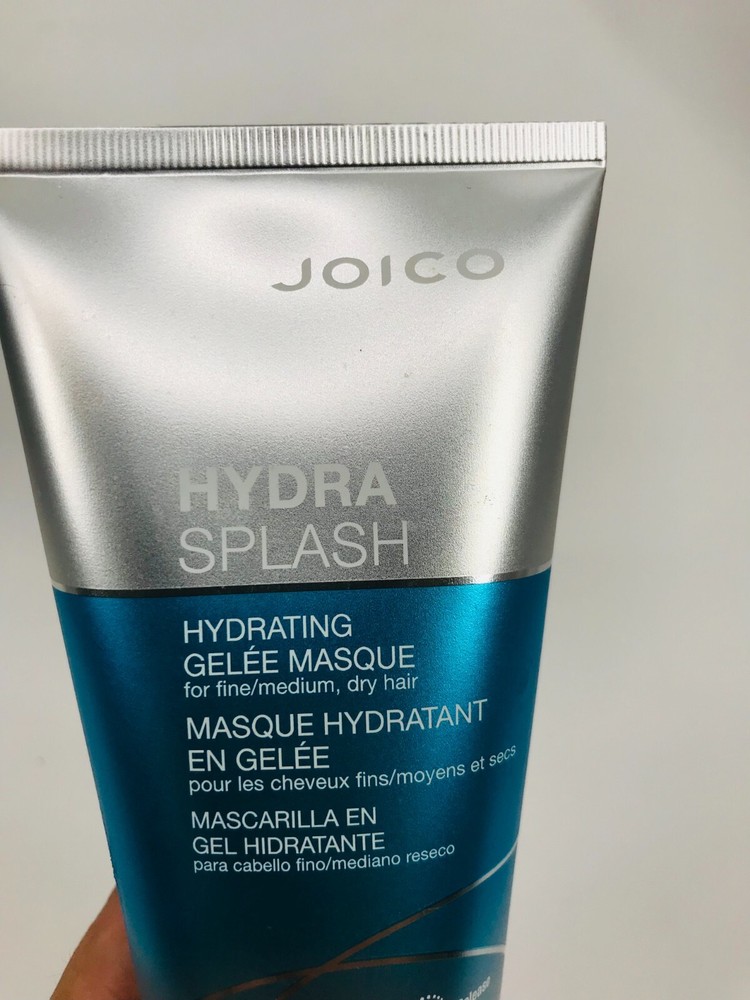 JOICO
HYDRA
SPLASH
HYDRATING
GELÉE MASQUE
for fine/medium, dry hair
MASQUE HYDRATANT
EN GELÉE
pour les cheveux fins/moyens et secs
MASCARILLA EN
GEL HIDRATANTE
para cabello fino/mediano reseco